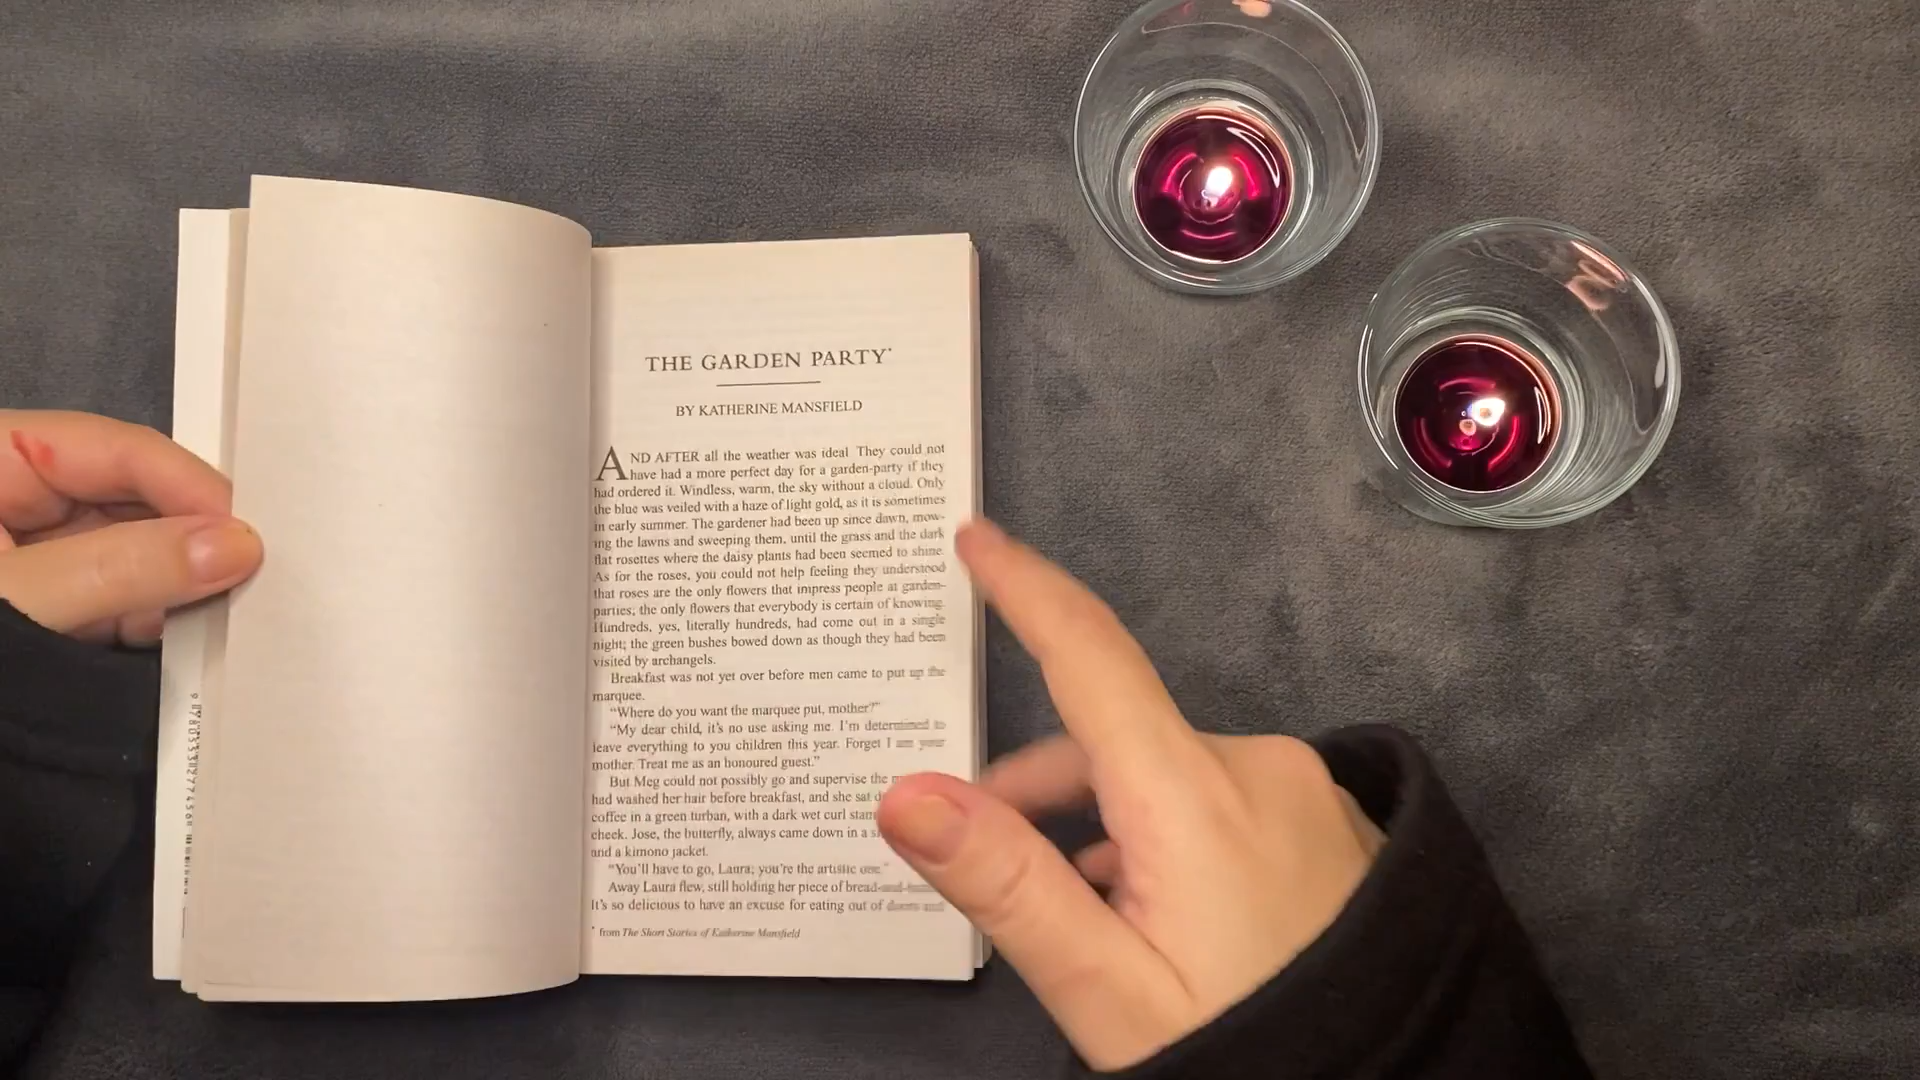 THE GARDEN PARTY*
BY KATHERINE MANSFIELD
AND AFTER all the weather was ideal. They could not
have had a more perfect day for a garden-party if they
had ordered it. Windless, warm, the sky without a cloud. Only
the blue was veiled with a haze of light gold, as it is sometimes
in early summer. The gardener had been up since dawn, mow-
ing the lawns and sweeping them, until the grass and the dark
flat rosettes where the daisy plants had been seemed to shine.
As for the roses, you could not help feeling they understood
that roses are the only flowers that impress people at garden-
parties; the only flowers that everybody is certain of knowing.
Hundreds, yes, literally hundreds, had come out in a single
night; the green bushes bowed down as though they had been
visited by archangels.
Breakfast was not yet over before men came to put up the
marquee.
“Where do you want the marquee put, mother?”
“My dear child, it’s no use asking me. I’m determined to
leave everything to you children this year. Forget I am your
mother. Treat me as an honoured guest.”
But Meg could not possibly go and supervise the
had washed her hair before breakfast, and she sat
coffee in a green turban, with a dark wet curl
cheek. Jose, the butterfly, always came down in a
and a kimono jacket.
“You’ll have to go, Laura; you’re the artistic one.”
Away Laura flew, still holding her piece of
It’s so delicious to have an excuse for eating out of doors and
* from The Short Stories of Katherine Mansfield